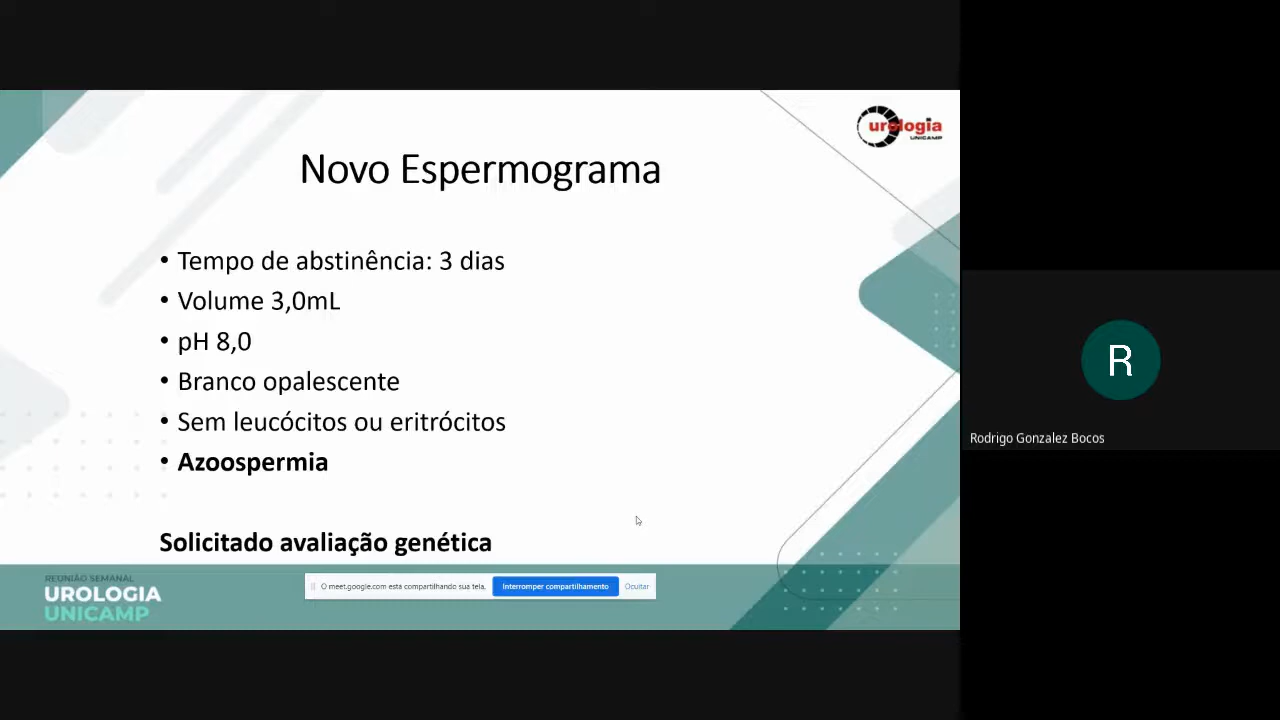 urologia
UNICAMP
Novo Espermograma
• Tempo de abstinência: 3 dias
• Volume 3,0mL
• pH 8,0
• Branco opalescente
• Sem leucócitos ou eritrócitos
• Azoospermia
Solicitado avaliação genética
REUNIÃO SEMANAL
UROLOGIA
UNICAMP
O meet.google.com está compartilhando sua tela. Interromper compartilhamento Ocultar
R
Rodrigo Gonzalez Bocos